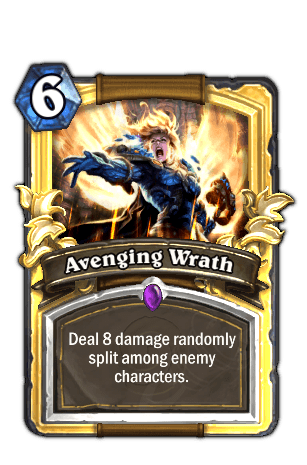 6
Avenging Wrath
Deal 8 damage randomly
split among enemy
characters.